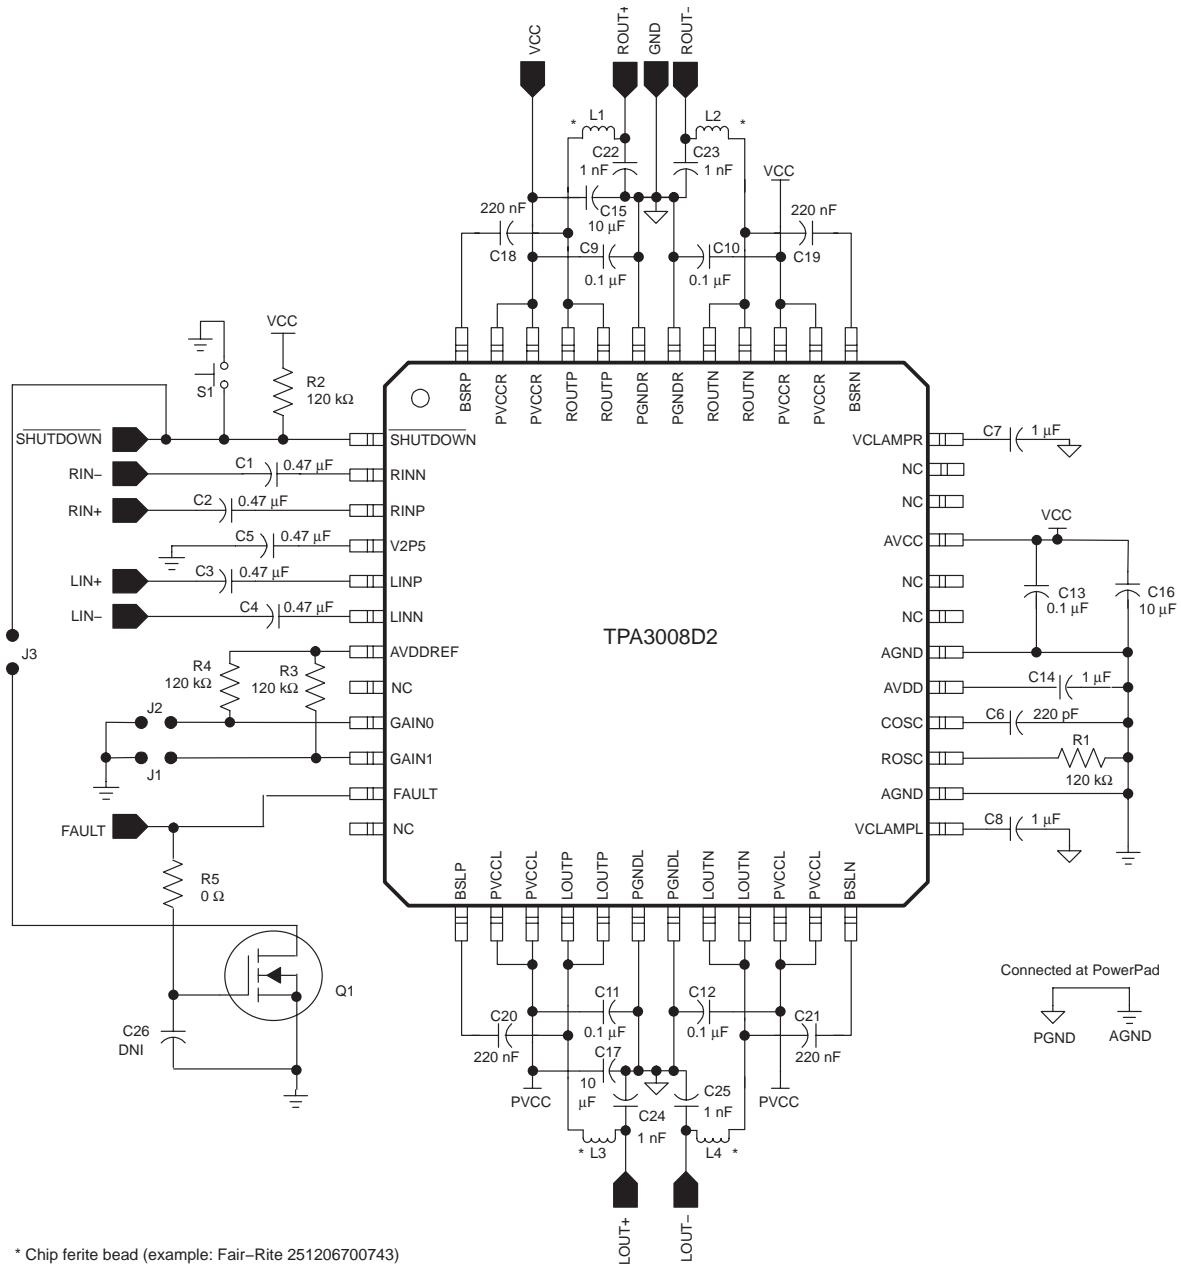 VCC
ROUT+
GND
ROUT-
* L1
L2 *
C22
1 nF
C23
1 nF
VCC
C15
10 µF
220 nF
C18
C9
0.1 µF
C10
0.1 µF
220 nF
C19
BSRP
PVCCR
PVCCR
ROUTP
ROUTP
PGNDR
PGNDR
ROUTN
ROUTN
PVCCR
PVCCR
BSRN
VCC
R2
120 kΩ
S1
SHUTDOWN
SHUTDOWN
RIN−
C1
0.47 µF
RINN
RIN+
C2
0.47 µF
RINP
C5
0.47 µF
V2P5
LIN+
C3
0.47 µF
LINP
LIN−
C4
0.47 µF
LINN
J3
AVDDREF
R4
120 kΩ
R3
120 kΩ
NC
J2
GAIN0
J1
GAIN1
FAULT
FAULT
NC
R5
0 Ω
Q1
C26
DNI
TPA3008D2
VCLAMPR
C7
1 µF
NC
NC
AVCC
VCC
NC
NC
C13
0.1 µF
C16
10 µF
AGND
AVDD
C14
1 µF
COSC
C6
220 pF
ROSC
R1
120 kΩ
AGND
VCLAMPL
C8
1 µF
BSLP
PVCCL
PVCCL
LOUTP
LOUTP
PGNDL
PGNDL
LOUTN
LOUTN
PVCCL
PVCCL
BSLN
C11
0.1 µF
C12
0.1 µF
C20
220 nF
C21
220 nF
C17
10
µF
PVCC
PVCC
C24
1 nF
C25
1 nF
* L3
L4 *
LOUT+
LOUT−
Connected at PowerPad
PGND
AGND
* Chip ferite bead (example: Fair−Rite 251206700743)